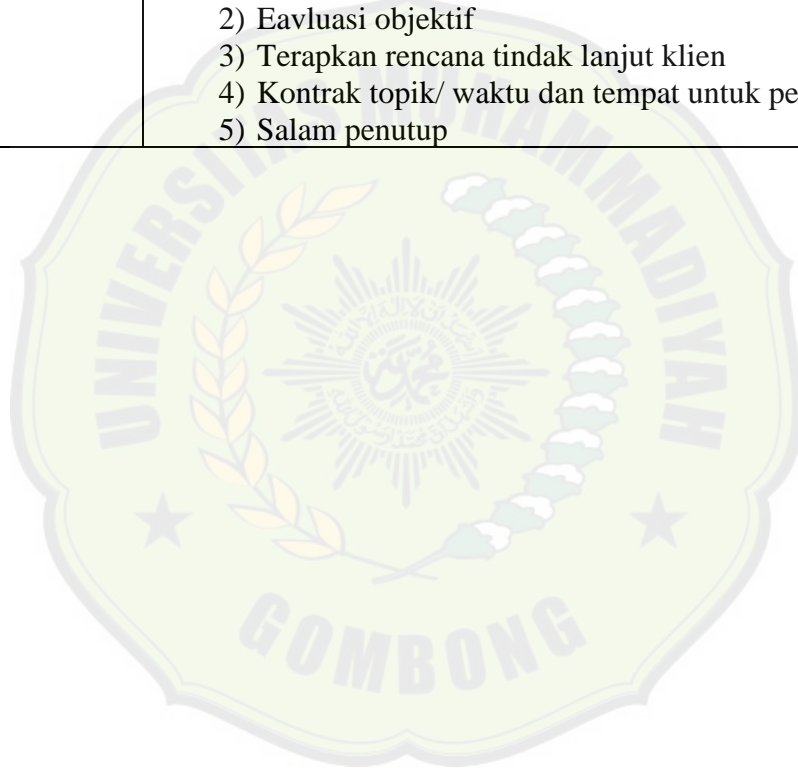 2) Eavluasi objektif
3) Terapkan rencana tindak lanjut klien
4) Kontrak topik/ waktu dan tempat untuk pe
5) Salam penutup
UNIVERSITAS MUHAMMADIYAH
GOMBONG